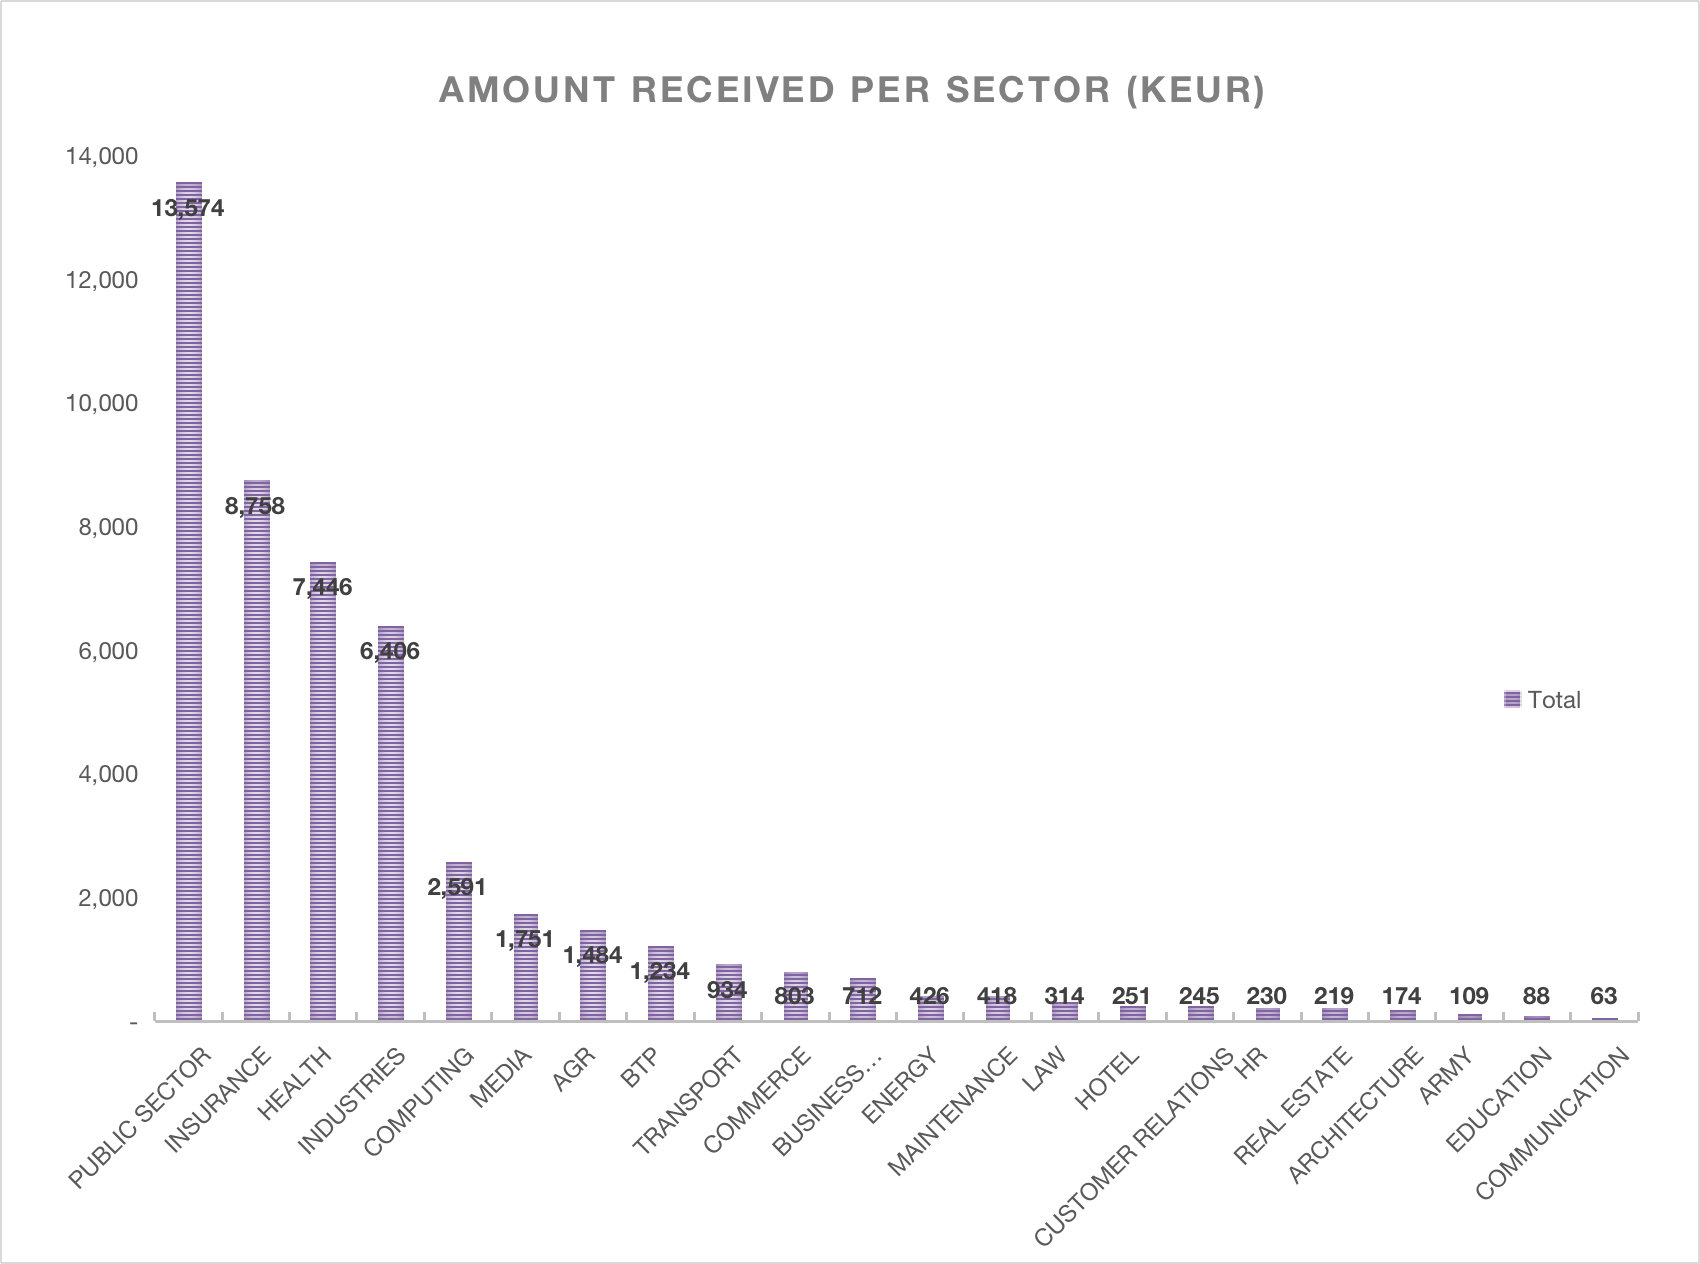 AMOUNT RECEIVED PER SECTOR (KEUR)
14,000
12,000
10,000
8,000
6,000
4,000
2,000
-
13,574
8,758
7,446
6,406
2,591
1,751
1,484
1,234
934
803
712
426
418
314
251
245
230
219
174
109
88
63
Total
PUBLIC SECTOR
INSURANCE
HEALTH
INDUSTRIES
COMPUTING
MEDIA
AGR
BTP
TRANSPORT
COMMERCE
BUSINESS…
ENERGY
MAINTENANCE
LAW
HOTEL
CUSTOMER RELATIONS
HR
REAL ESTATE
ARCHITECTURE
ARMY
EDUCATION
COMMUNICATION